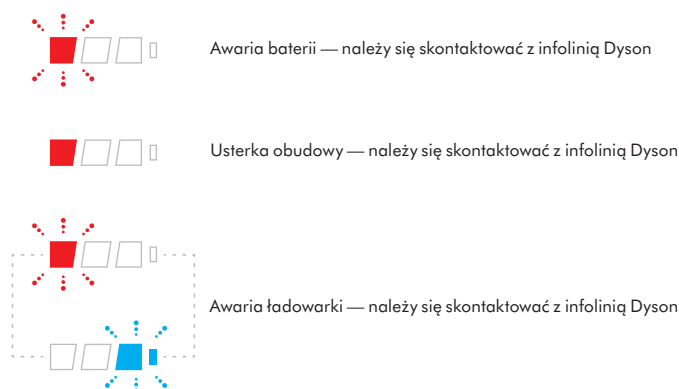 Awaria baterii — należy się skontaktować z infolinią Dyson
Usterka obudowy — należy się skontaktować z infolinią Dyson
Awaria ładowarki — należy się skontaktować z infolinią Dyson